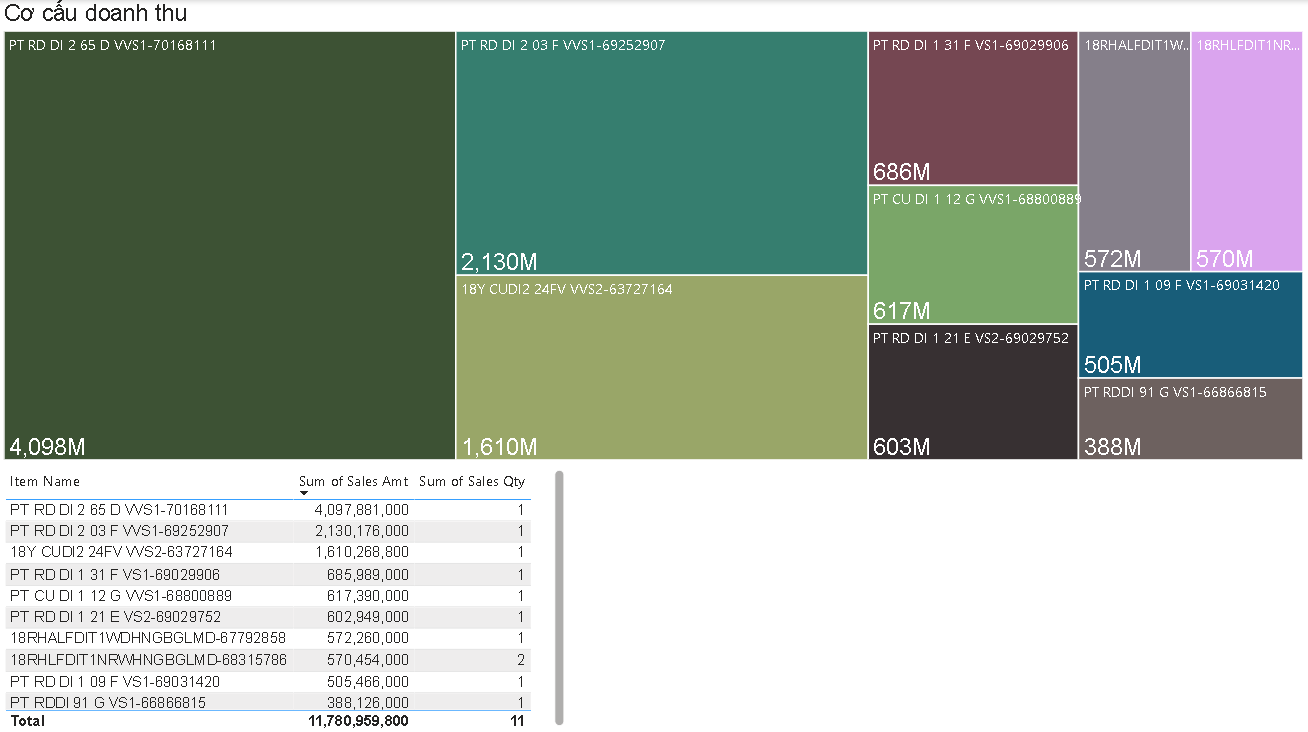 Cơ cấu doanh thu
PT RD DI 2 65 D VVS1-70168111
4,098M
PT RD DI 2 03 F VVS1-69252907
2,130M
18Y CUDI2 24FV VVS2-63727164
1,610M
PT RD DI 1 31 F VS1-69029906
686M
PT CU DI 1 12 G VVS1-68800889
617M
PT RD DI 1 21 E VS2-69029752
603M
18RHALFDIT1W...
572M
18RHLFDIT1NR...
570M
PT RD DI 1 09 F VS1-69031420
505M
PT RDDI 91 G VS1-66866815
388M
Item Name Sum of Sales Amt Sum of Sales Qty
PT RD DI 2 65 D VVS1-70168111 4,097,881,000 1
PT RD DI 2 03 F VVS1-69252907 2,130,176,000 1
18Y CUDI2 24FV VVS2-63727164 1,610,268,800 1
PT RD DI 1 31 F VS1-69029906 685,989,000 1
PT CU DI 1 12 G VVS1-68800889 617,390,000 1
PT RD DI 1 21 E VS2-69029752 602,949,000 1
18RHALFDIT1WDHNGBGLMD-67792858 572,260,000 1
18RHLFDIT1NRWHNGBGLMD-68315786 570,454,000 2
PT RD DI 1 09 F VS1-69031420 505,466,000 1
PT RDDI 91 G VS1-66866815 388,126,000 1
Total 11,780,959,800 11